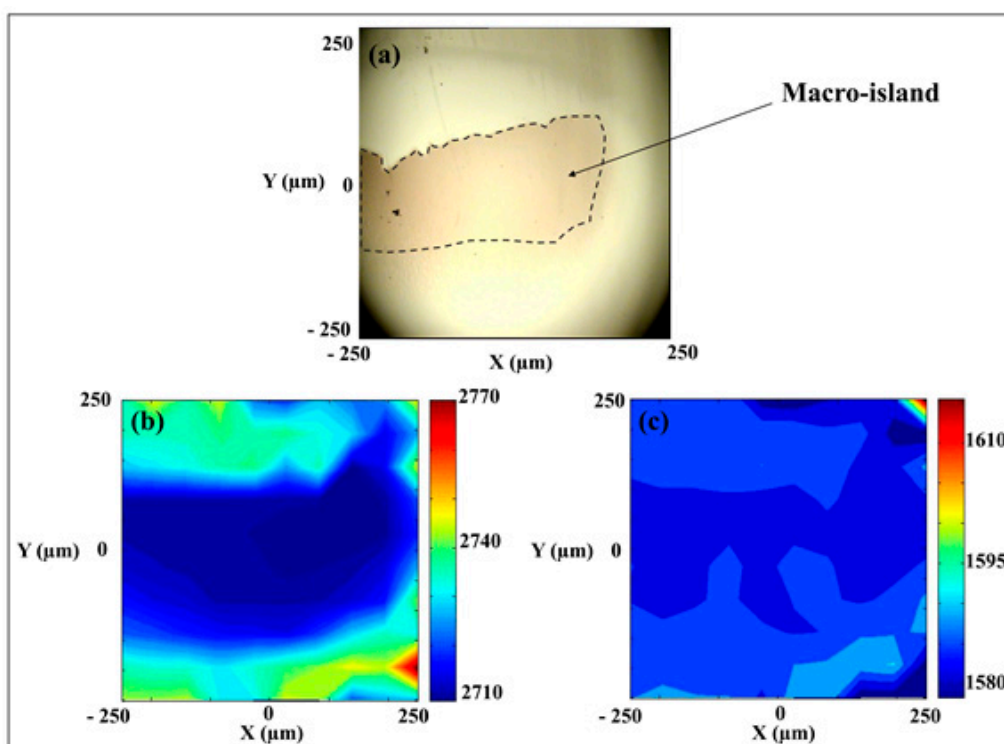 250
(a)
Macro-island
Y (µm) 0
- 250
- 250 250
X (µm)
250 (b) 2770
Y (µm) 0 2740
2710
- 250 0 250
X (µm)
250 (c) 1610
Y (µm) 0 1595
1580
- 250 0 250
X (µm)